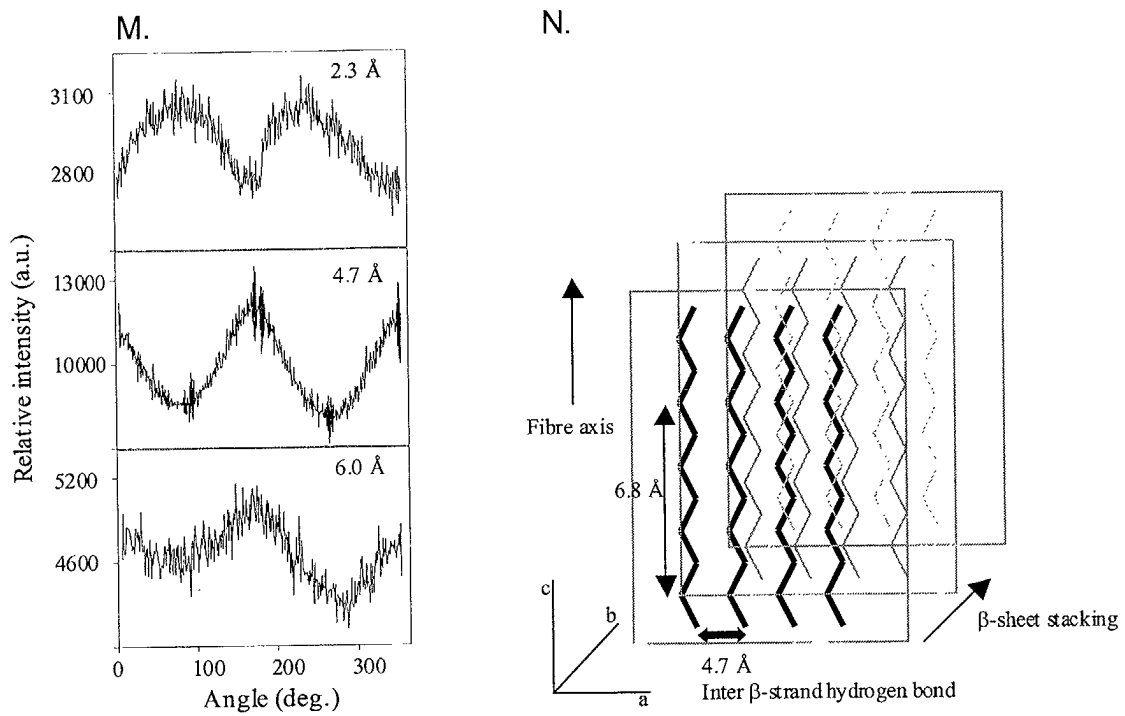 M.
2.3 Å
3100
2800
Relative intensity (a.u.)
4.7 Å
13000
10000
6.0 Å
5200
4600
0 100 200 300
Angle (deg.)
N.
Fibre axis
6.8 Å
c
b
a
β-sheet stacking
4.7 Å
Inter β-strand hydrogen bond